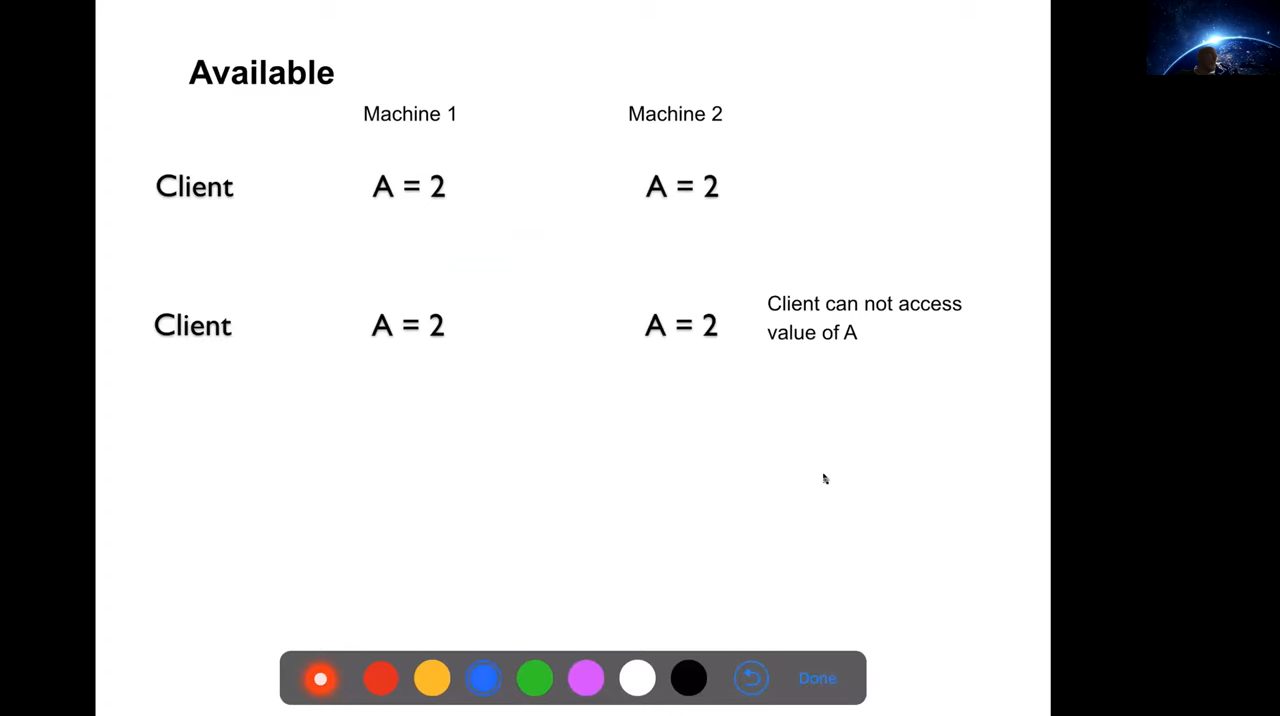 Available
Machine 1 Machine 2
Client A = 2 A = 2
Client A = 2 A = 2
Client can not access
value of A
Done